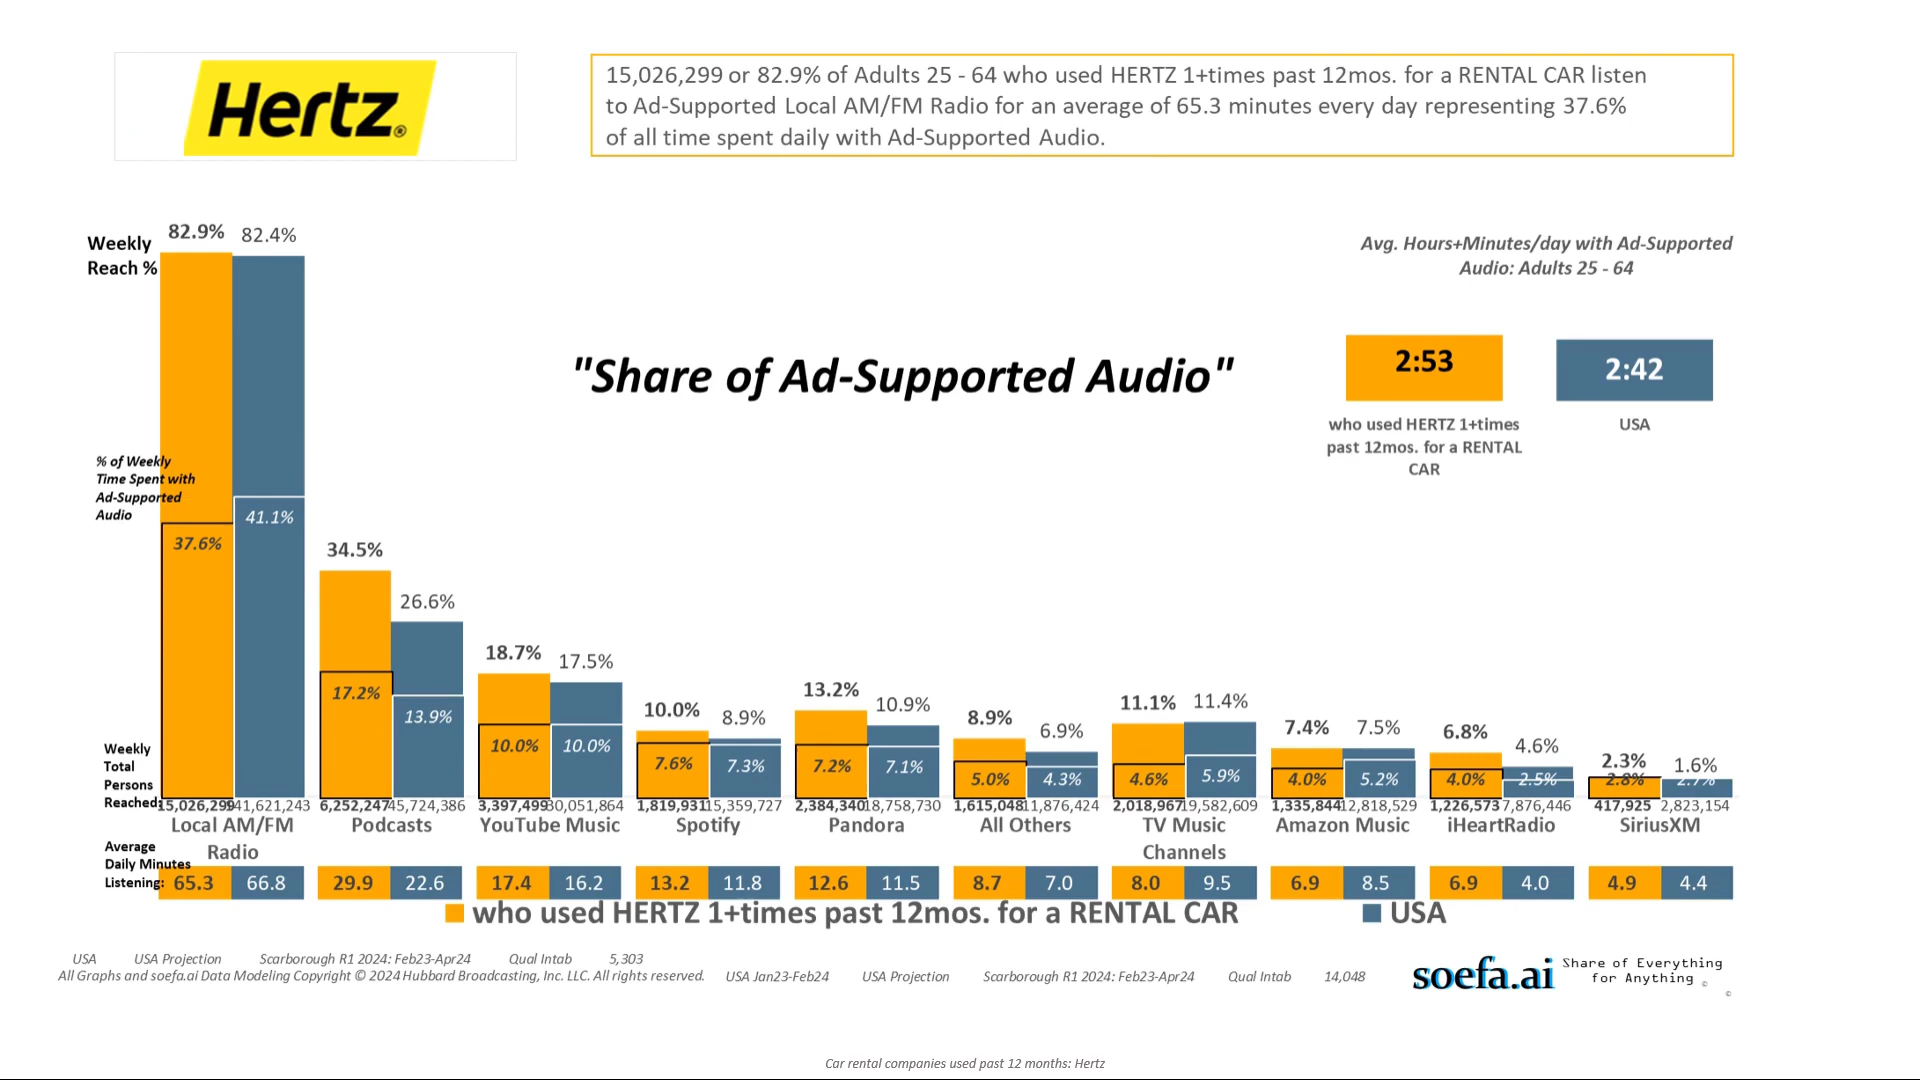 Hertz®
15,026,299 or 82.9% of Adults 25 - 64 who used HERTZ 1+times past 12mos. for a RENTAL CAR listen
to Ad-Supported Local AM/FM Radio for an average of 65.3 minutes every day representing 37.6%
of all time spent daily with Ad-Supported Audio.
Weekly
Reach %
82.9% 82.4%
Avg. Hours+Minutes/day with Ad-Supported
Audio: Adults 25 - 64
"Share of Ad-Supported Audio"
2:53 2:42
who used HERTZ 1+times
past 12mos. for a RENTAL
CAR
USA
% of Weekly
Time Spent with
Ad-Supported
Audio
37.6% 41.1%
34.5% 26.6%
17.2% 13.9%
18.7% 17.5%
10.0% 10.0%
10.0% 8.9%
7.6% 7.3%
13.2% 10.9%
7.2% 7.1%
8.9% 6.9%
5.0% 4.3%
11.1% 11.4%
4.6% 5.9%
7.4% 7.5%
4.0% 5.2%
6.8% 4.6%
4.0% 2.5%
2.3% 1.6%
2.8% 2.7%
Weekly
Total
Persons
Reached:
15,026,299 141,621,243 6,252,247 45,724,386 3,397,499 30,051,864 1,819,931 15,359,727 2,384,340 18,758,730 1,615,048 11,876,424 2,018,967 19,582,609 1,335,844 12,818,529 1,226,573 7,876,446 417,925 2,823,154
Local AM/FM
Radio
Podcasts
YouTube Music
Spotify
Pandora
All Others
TV Music
Channels
Amazon Music
iHeartRadio
SiriusXM
Average
Daily Minutes
Listening:
65.3 66.8 29.9 22.6 17.4 16.2 13.2 11.8 12.6 11.5 8.7 7.0 8.0 9.5 6.9 8.5 6.9 4.0 4.9 4.4
who used HERTZ 1+times past 12mos. for a RENTAL CAR USA
USA USA Projection Scarborough R1 2024: Feb23-Apr24 Qual Intab 5,303
All Graphs and soefa.ai Data Modeling Copyright © 2024 Hubbard Broadcasting, Inc. LLC. All rights reserved.
USA Jan23-Feb24 USA Projection Scarborough R1 2024: Feb23-Apr24 Qual Intab 14,048
soefa.ai
Share of Everything
for Anything ©
©
Car rental companies used past 12 months: Hertz